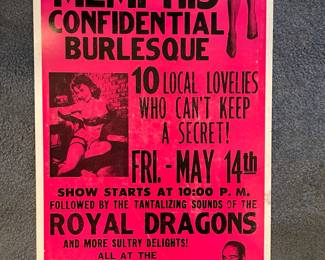 MEMPHIS
CONFIDENTIAL
BURLESQUE
10 LOCAL LOVELIES
WHO CAN'T KEEP
A SECRET!
FRI. - MAY 14th
SHOW STARTS AT 10:00 P. M.
FOLLOWED BY THE TANTALIZING SOUNDS OF THE
ROYAL DRAGONS
AND MORE SULTRY DELIGHTS!
ALL AT THE